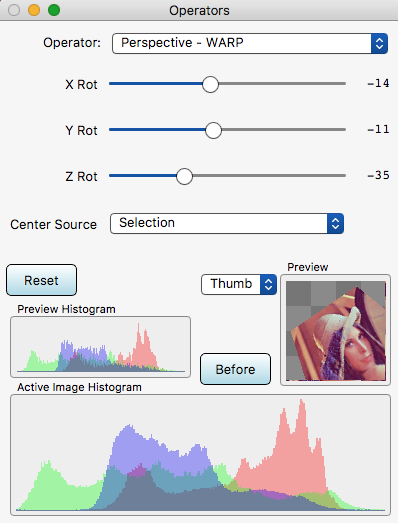 Operators
Operator: Perspective - WARP
X Rot -14
Y Rot -11
Z Rot -35
Center Source Selection
Reset Thumb Preview
Preview Histogram
Before
Active Image Histogram